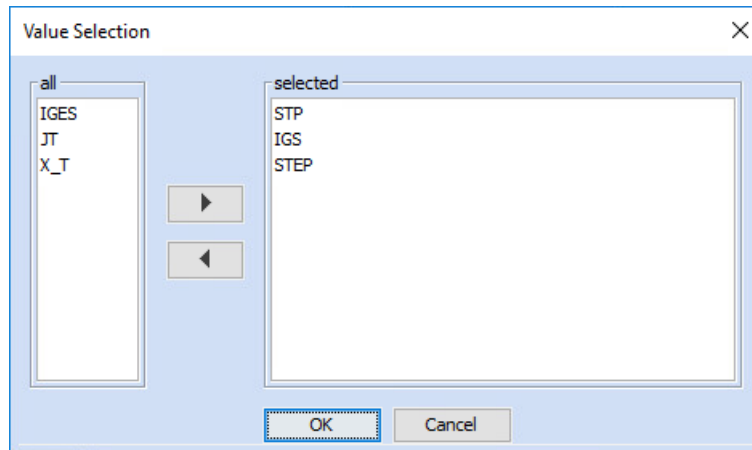 Value Selection
all
IGES
JT
X_T
selected
STP
IGS
STEP
OK
Cancel